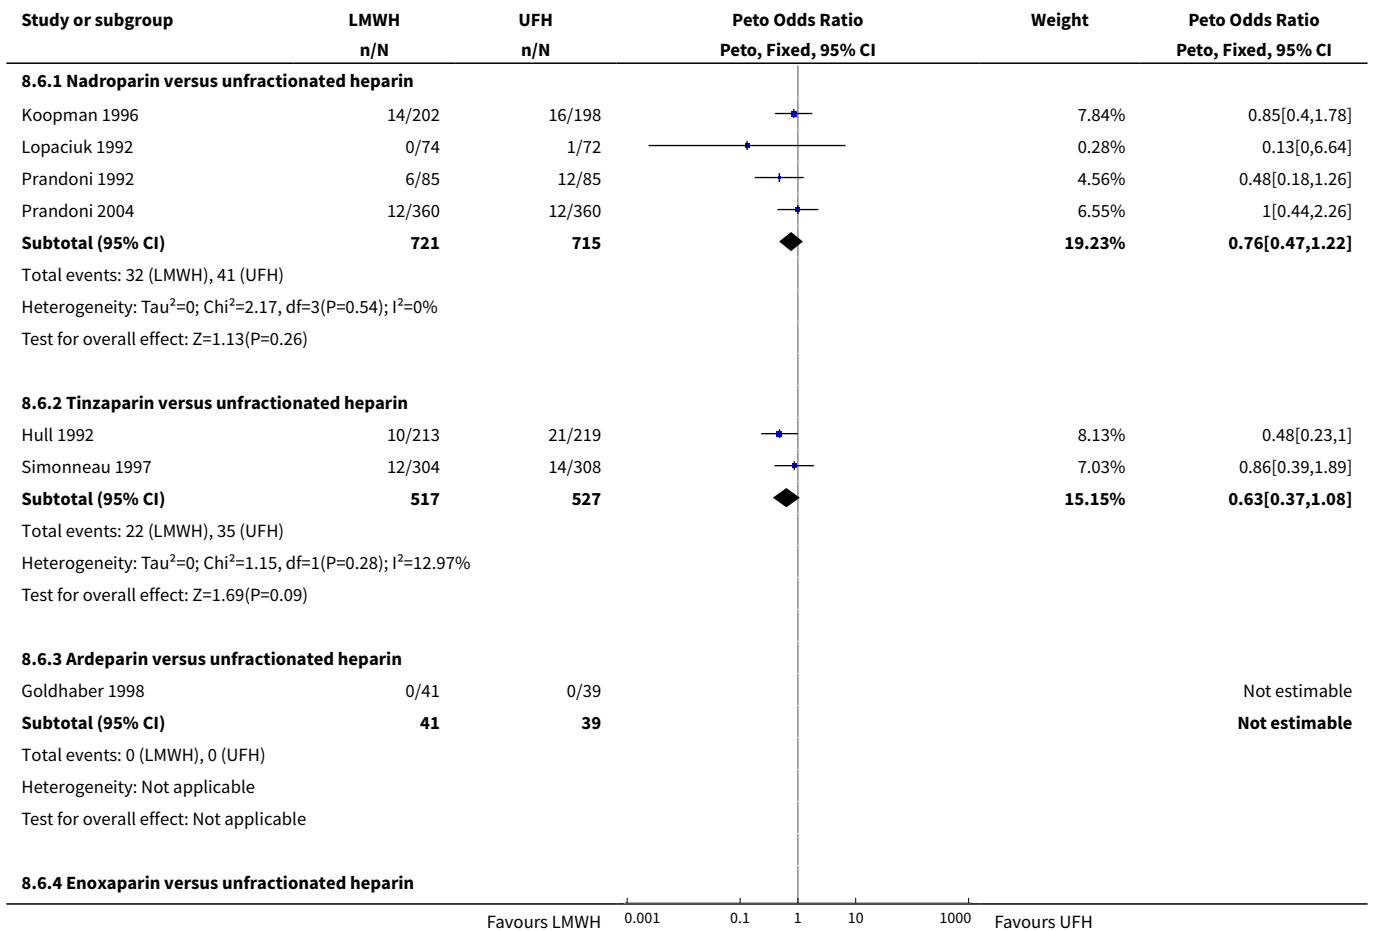 Study or subgroup LMWH UFH Peto Odds Ratio Weight Peto Odds Ratio
n/N n/N Peto, Fixed, 95% CI Peto, Fixed, 95% CI
8.6.1 Nadroparin versus unfractionated heparin
Koopman 1996 14/202 16/198 7.84% 0.85[0.4,1.78]
Lopaciuk 1992 0/74 1/72 0.28% 0.13[0,6.64]
Prandoni 1992 6/85 12/85 4.56% 0.48[0.18,1.26]
Prandoni 2004 12/360 12/360 6.55% 1[0.44,2.26]
Subtotal (95% CI) 721 715 19.23% 0.76[0.47,1.22]
Total events: 32 (LMWH), 41 (UFH)
Heterogeneity: Tau²=0; Chi²=2.17, df=3(P=0.54); I²=0%
Test for overall effect: Z=1.13(P=0.26)
8.6.2 Tinzaparin versus unfractionated heparin
Hull 1992 10/213 21/219 8.13% 0.48[0.23,1]
Simonneau 1997 12/304 14/308 7.03% 0.86[0.39,1.89]
Subtotal (95% CI) 517 527 15.15% 0.63[0.37,1.08]
Total events: 22 (LMWH), 35 (UFH)
Heterogeneity: Tau²=0; Chi²=1.15, df=1(P=0.28); I²=12.97%
Test for overall effect: Z=1.69(P=0.09)
8.6.3 Ardeparin versus unfractionated heparin
Goldhaber 1998 0/41 0/39 Not estimable
Subtotal (95% CI) 41 39 Not estimable
Total events: 0 (LMWH), 0 (UFH)
Heterogeneity: Not applicable
Test for overall effect: Not applicable
8.6.4 Enoxaparin versus unfractionated heparin
Favours LMWH 0.001 0.1 1 10 1000 Favours UFH